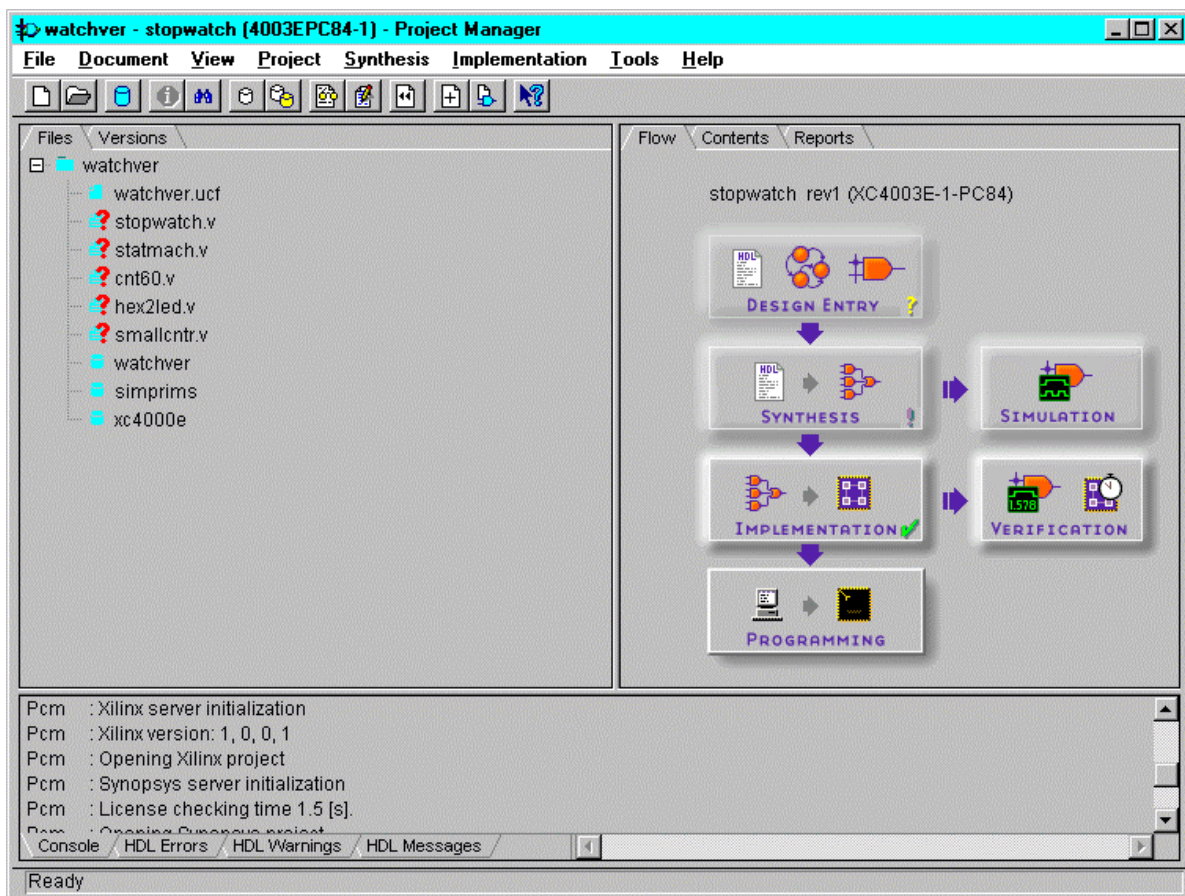 watchver - stopwatch (4003EPC84-1) - Project Manager
File Document View Project Synthesis Implementation Tools Help
Files Versions
watchver
watchver.ucf
stopwatch.v
statmach.v
cnt60.v
hex2led.v
smallcntr.v
watchver
simprims
xc4000e
Flow Contents Reports
stopwatch rev1 (XC4003E-1-PC84)
HDL
DESIGN ENTRY ?
HDL
SYNTHESIS !
SIMULATION
IMPLEMENTATION
1.578
VERIFICATION
PROGRAMMING
Pcm : Xilinx server initialization
Pcm : Xilinx version: 1, 0, 0, 1
Pcm : Opening Xilinx project
Pcm : Synopsys server initialization
Pcm : License checking time 1.5 [s].
Pcm : Opening Synopsys project
Console HDL Errors HDL Warnings HDL Messages
Ready